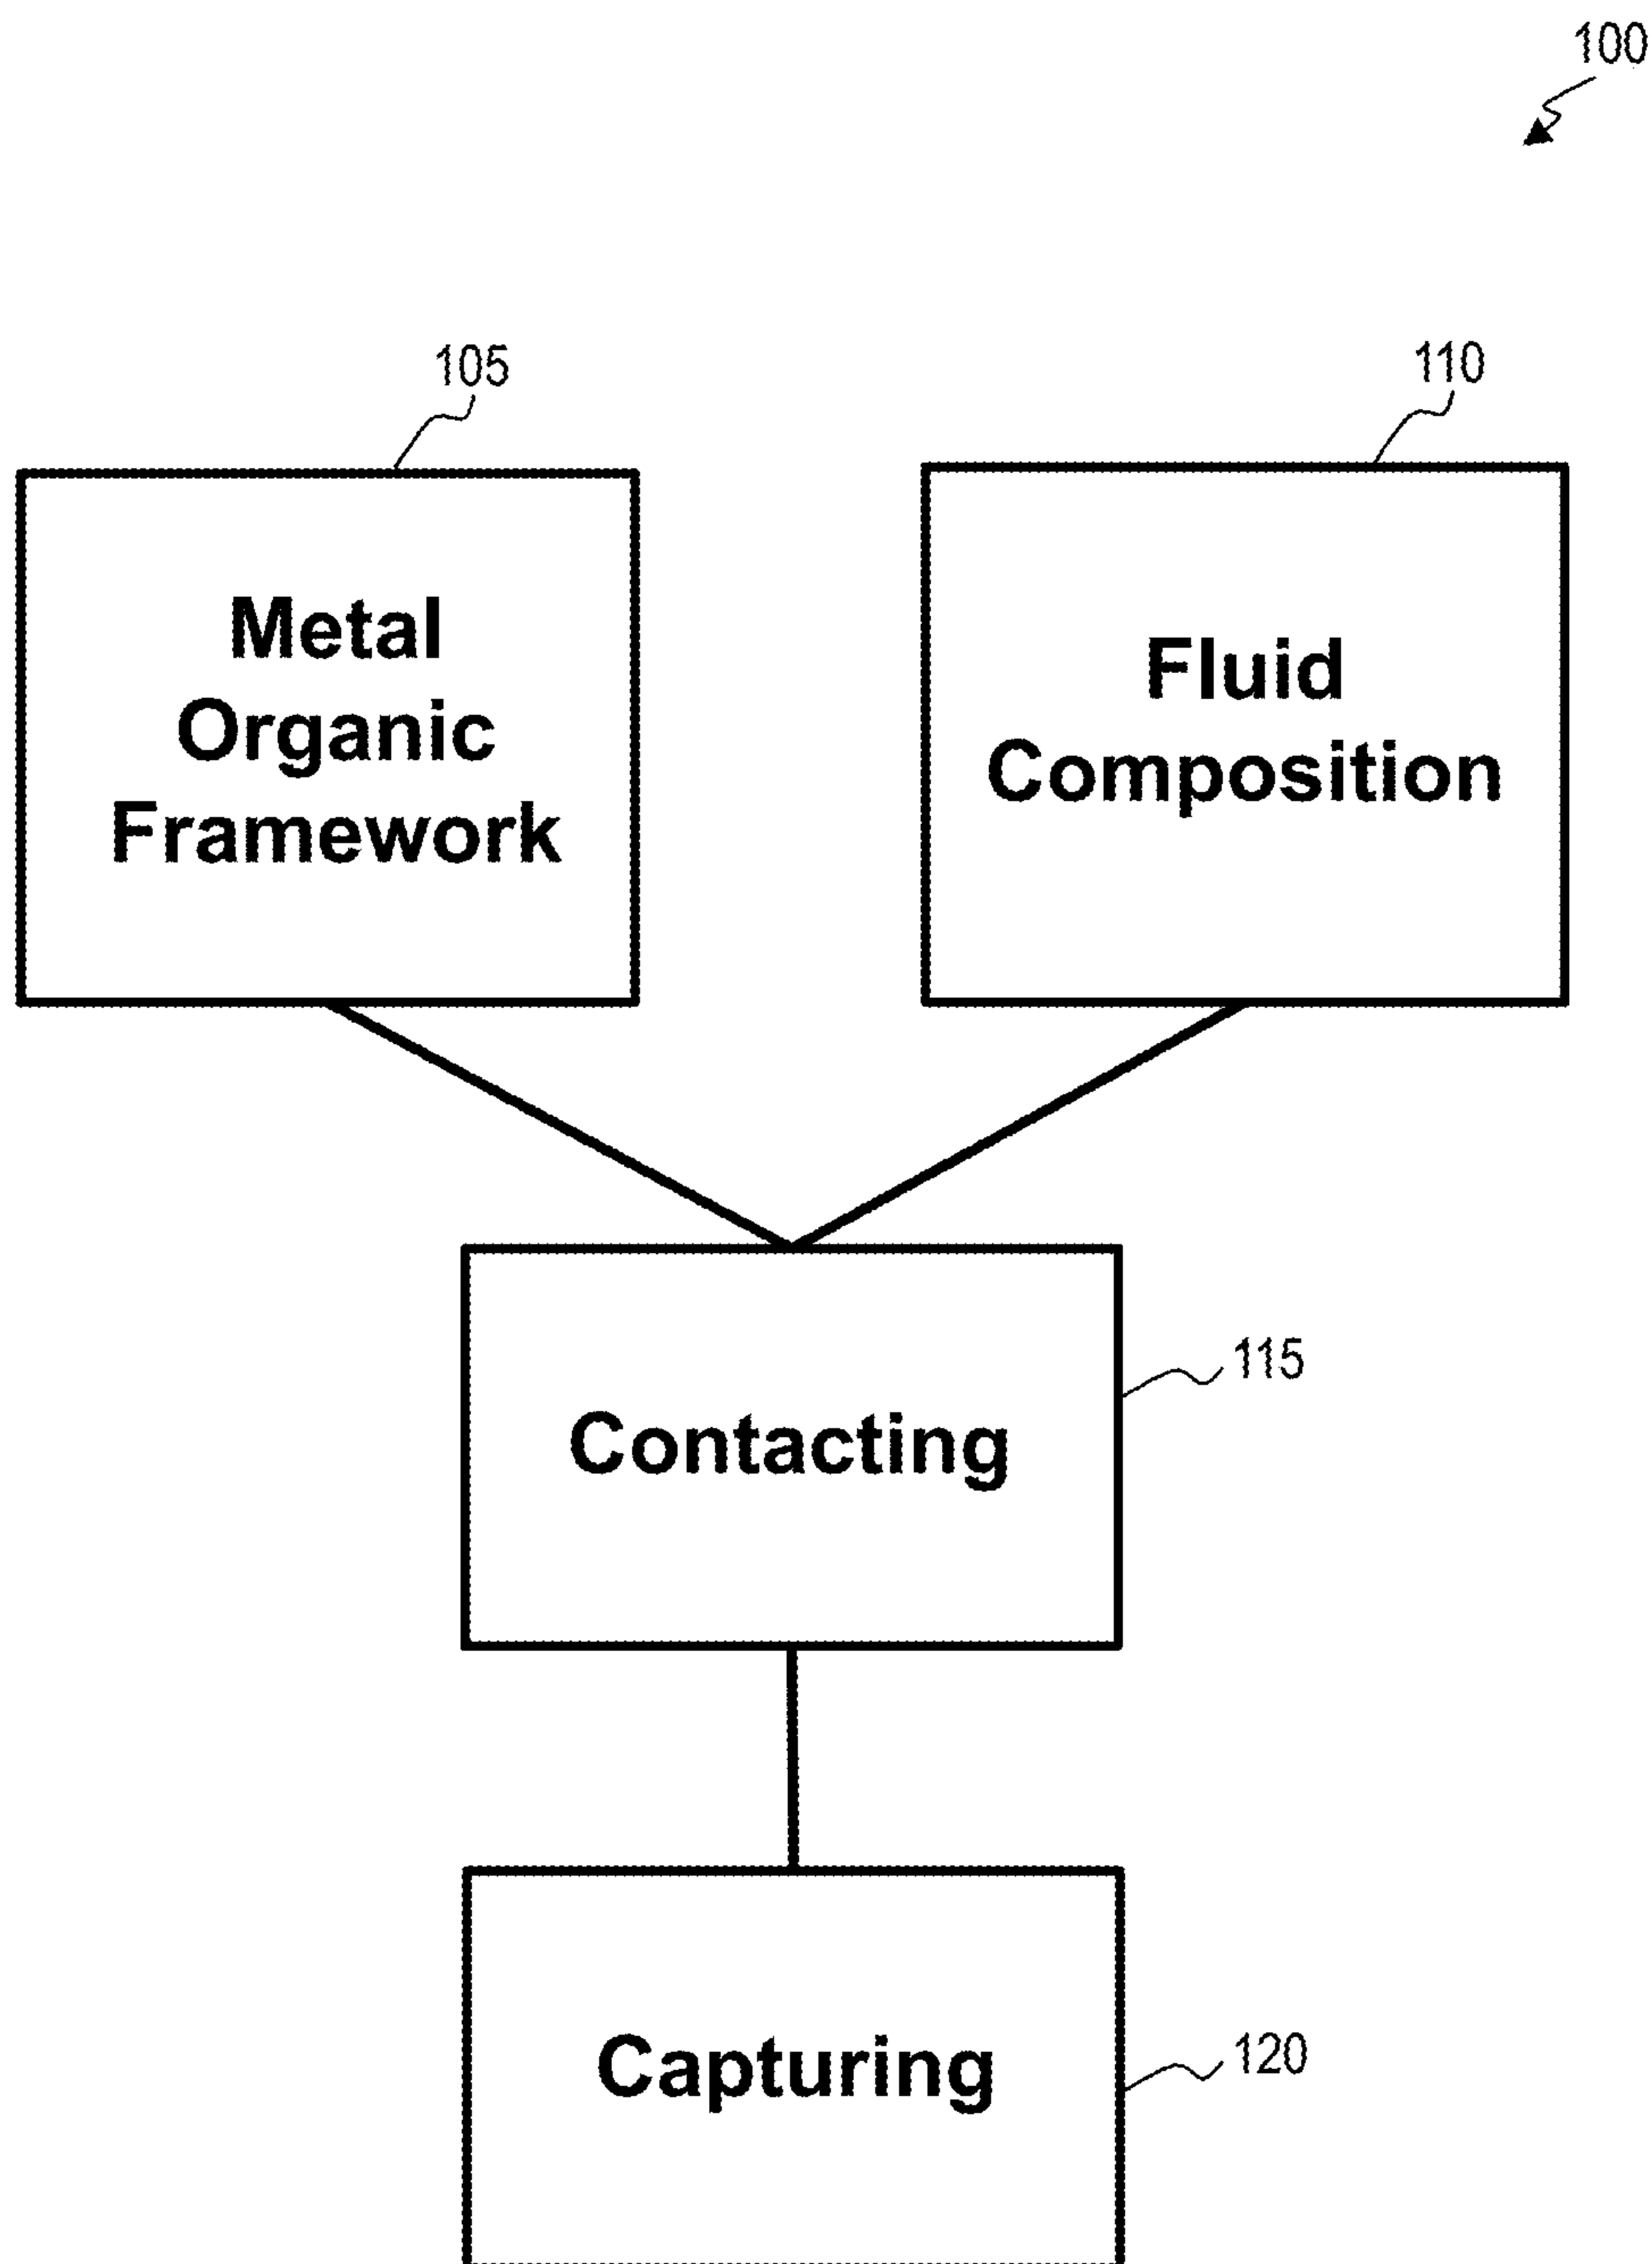 100
105
110
Metal
Organic
Framework
Fluid
Composition
Contacting
115
Capturing
120